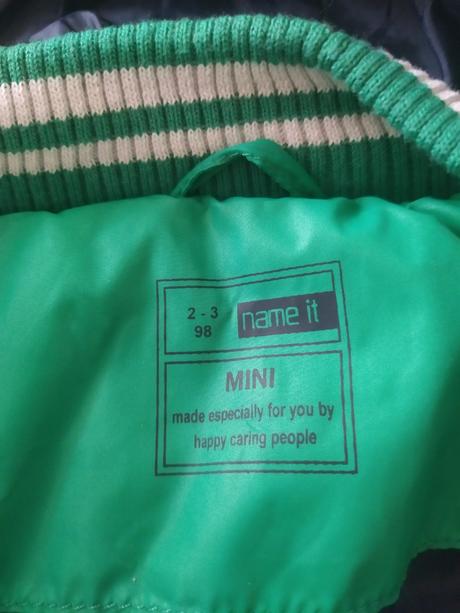 2 - 3
98
name it
MINI
made especially for you by
happy caring people